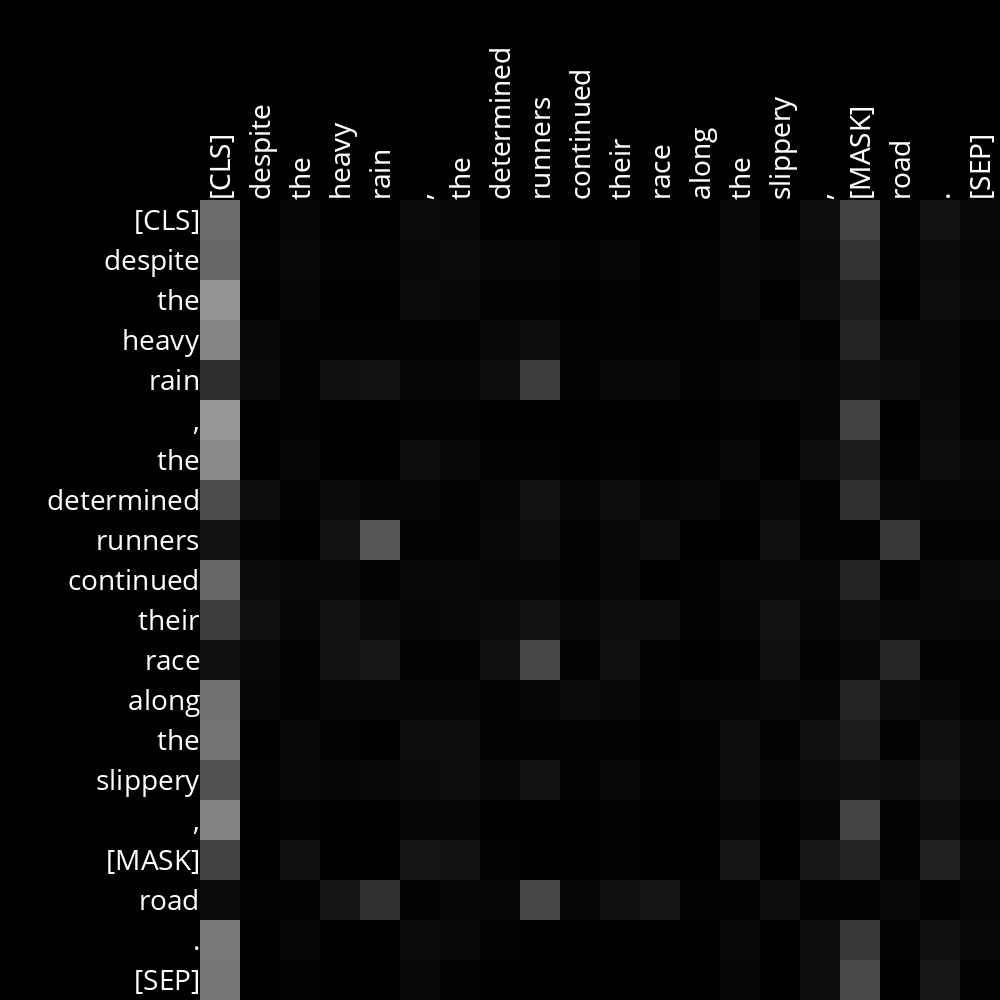 [CLS] despite the heavy rain , the determined runners continued their race along the slippery , [MASK] road . [SEP]
[CLS]
despite
the
heavy
rain
,
the
determined
runners
continued
their
race
along
the
slippery
,
[MASK]
road
.
[SEP]